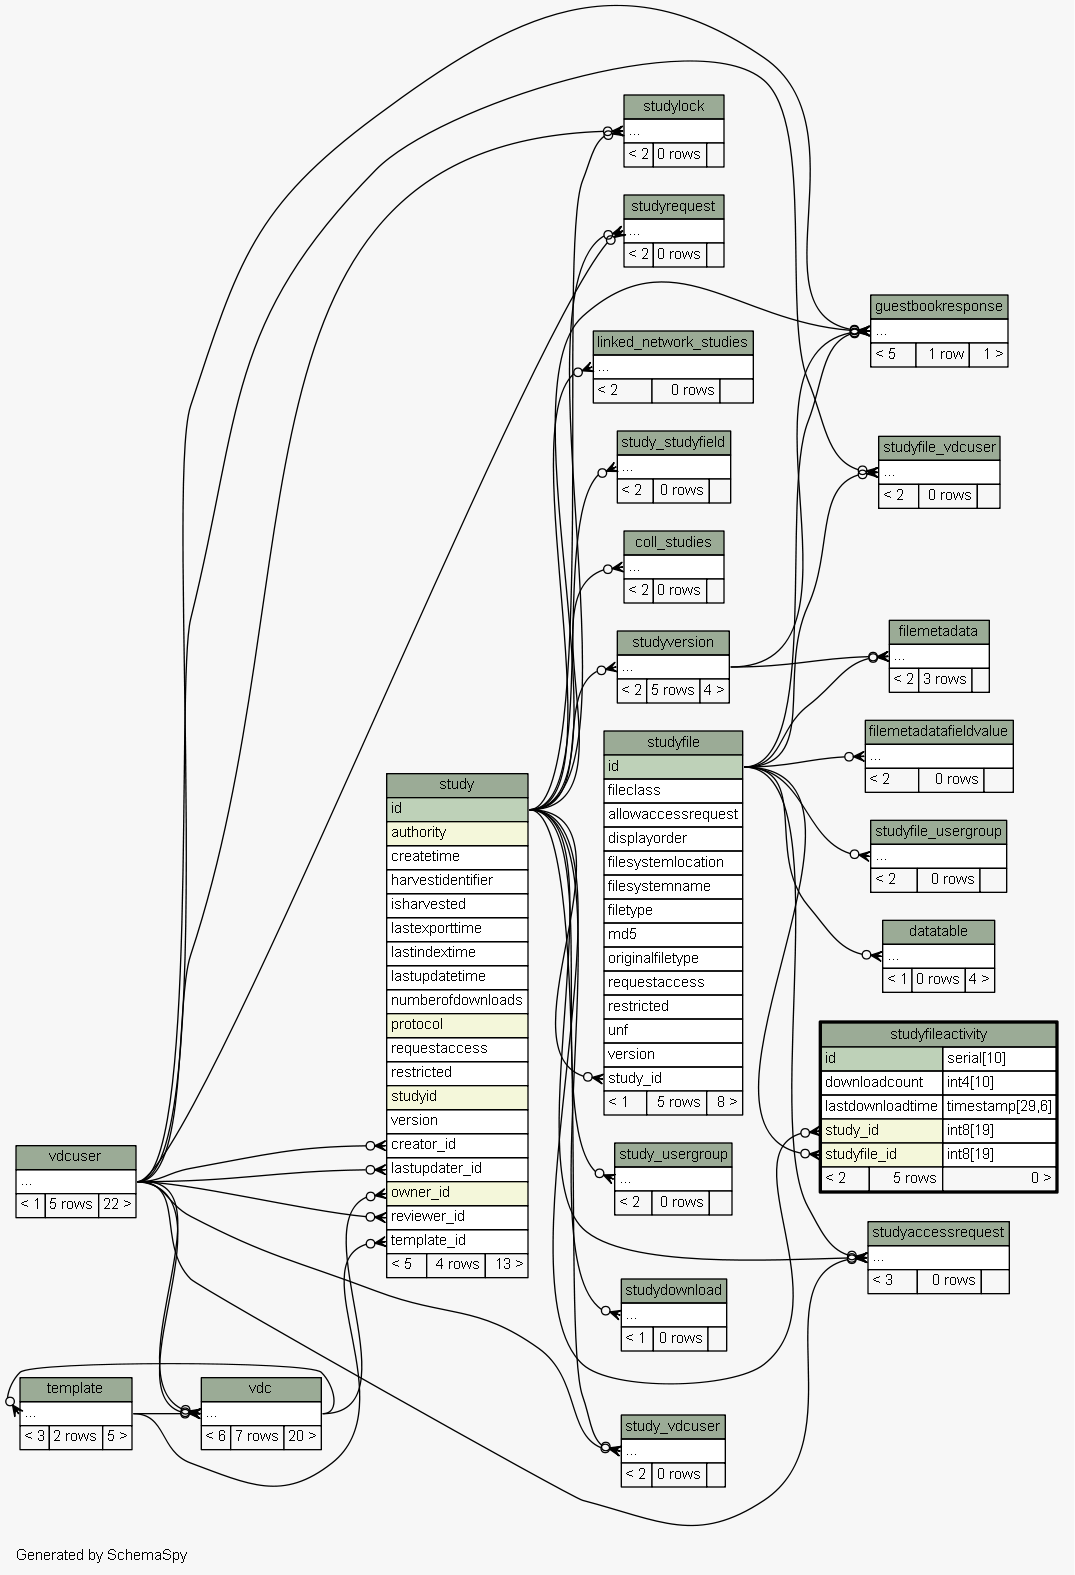 studylock
...
< 2 0 rows
studyrequest
...
< 2 0 rows
guestbookresponse
...
< 5 1 row 1 >
linked_network_studies
...
< 2 0 rows
study_studyfield
...
< 2 0 rows
studyfile_vdcuser
...
< 2 0 rows
coll_studies
...
< 2 0 rows
studyversion
...
< 2 5 rows 4 >
filemetadata
...
< 2 3 rows
filemetadatafieldvalue
...
< 2 0 rows
studyfile
id
fileclass
allowaccessrequest
displayorder
filesystemlocation
filesystemname
filetype
md5
originalfiletype
requestaccess
restricted
unf
version
study_id
< 1 5 rows 8 >
study
id
authority
createtime
harvestidentifier
isharvested
lastexporttime
lastindextime
lastupdatetime
numberofdownloads
protocol
requestaccess
restricted
studyid
version
creator_id
lastupdater_id
owner_id
reviewer_id
template_id
< 5 4 rows 13 >
studyfile_usergroup
...
< 2 0 rows
datatable
...
< 1 0 rows 4 >
studyfileactivity
id serial[10]
downloadcount int4[10]
lastdownloadtime timestamp[29,6]
study_id int8[19]
studyfile_id int8[19]
< 2 5 rows 0 >
vdcuser
...
< 1 5 rows 22 >
study_usergroup
...
< 2 0 rows
studyaccessrequest
...
< 3 0 rows
studydownload
...
< 1 0 rows
template
...
< 3 2 rows 5 >
vdc
...
< 6 7 rows 20 >
study_vdcuser
...
< 2 0 rows
Generated by SchemaSpy